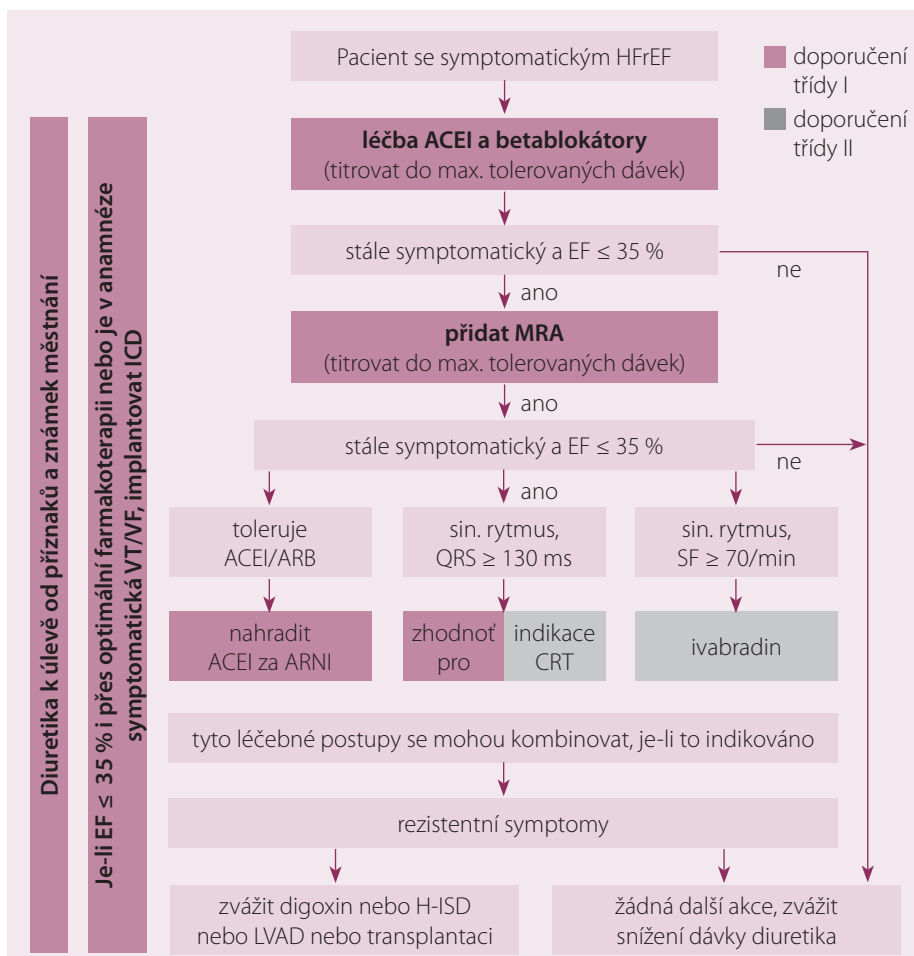 Pacient se symptomatickým HFrEF
doporučení
třídy I
doporučení
třídy II
Diuretika k úlevě od příznaků a známek městnání
Je-li EF ≤ 35 % i přes optimální farmakoterapii nebo je v anamnéze
symptomatická VT/VF, implantovat ICD
léčba ACEI a betablokátory
(titrovat do max. tolerovaných dávek)
stále symptomatický a EF ≤ 35 %
ne
ano
přidat MRA
(titrovat do max. tolerovaných dávek)
ano
stále symptomatický a EF ≤ 35 %
ne
ano
toleruje
ACEI/ARB
sin. rytmus,
QRS ≥ 130 ms
sin. rytmus,
SF ≥ 70/min
nahradit
ACEI za ARNI
zhodnoť
pro
indikace
CRT
ivabradin
tyto léčebné postupy se mohou kombinovat, je-li to indikováno
rezistentní symptomy
zvážit digoxin nebo H-ISD
nebo LVAD nebo transplantaci
žádná další akce, zvážit
snížení dávky diuretika